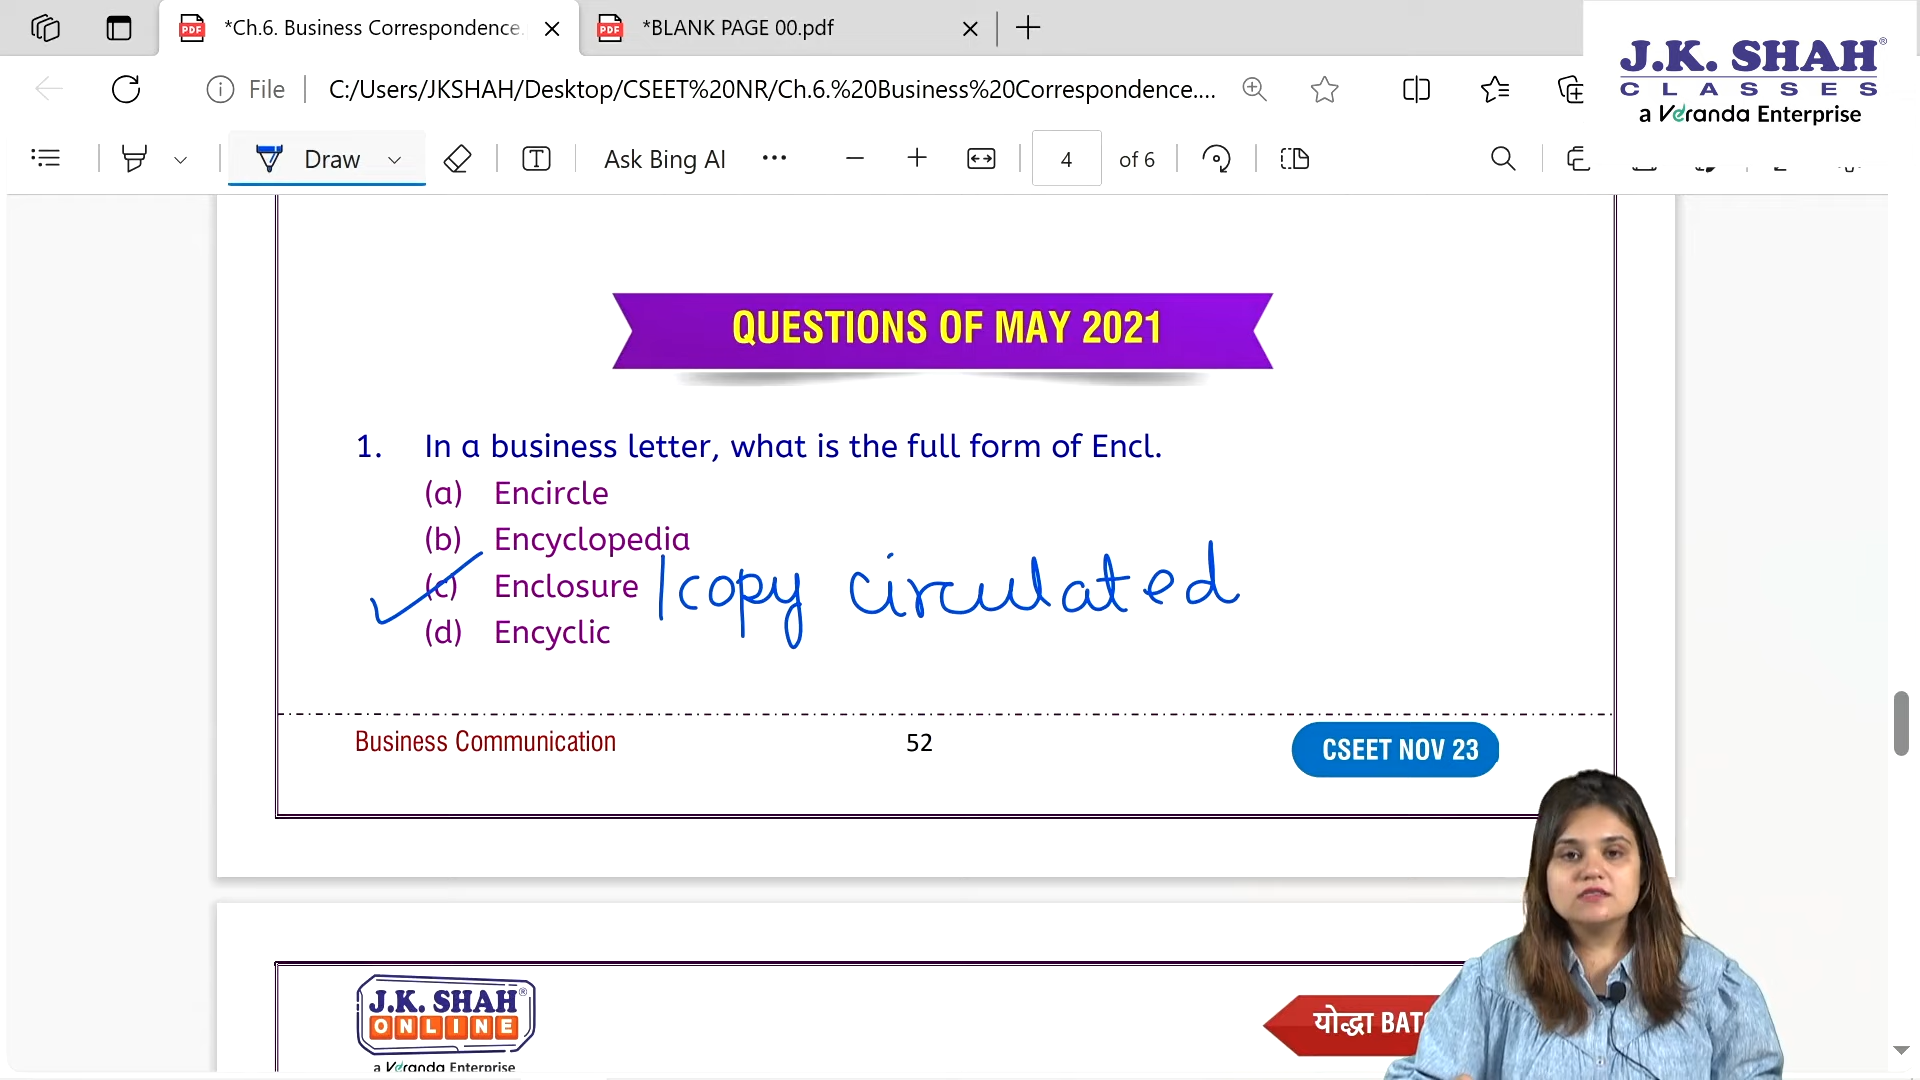 *Ch.6. Business Correspondence.
*BLANK PAGE 00.pdf
J.K. SHAH®
CLASSES
a Veranda Enterprise
File
C:/Users/JKSHAH/Desktop/CSEET%20NR/Ch.6.%20Business%20Correspondence....
Draw
Ask Bing AI
4
of 6
QUESTIONS OF MAY 2021
1. In a business letter, what is the full form of Encl.
(a) Encircle
(b) Encyclopedia
(c) Enclosure /copy circulated
(d) Encyclic
Business Communication
52
CSEET NOV 23
J.K. SHAH®
ONLINE
a Veranda Enterprise
योद्धा